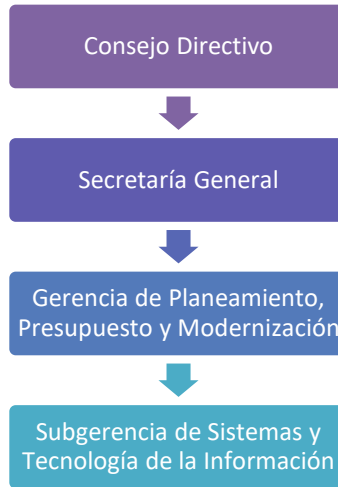 Consejo Directivo
Secretaría General
Gerencia de Planeamiento,
Presupuesto y Modernización
Subgerencia de Sistemas y
Tecnología de la Información